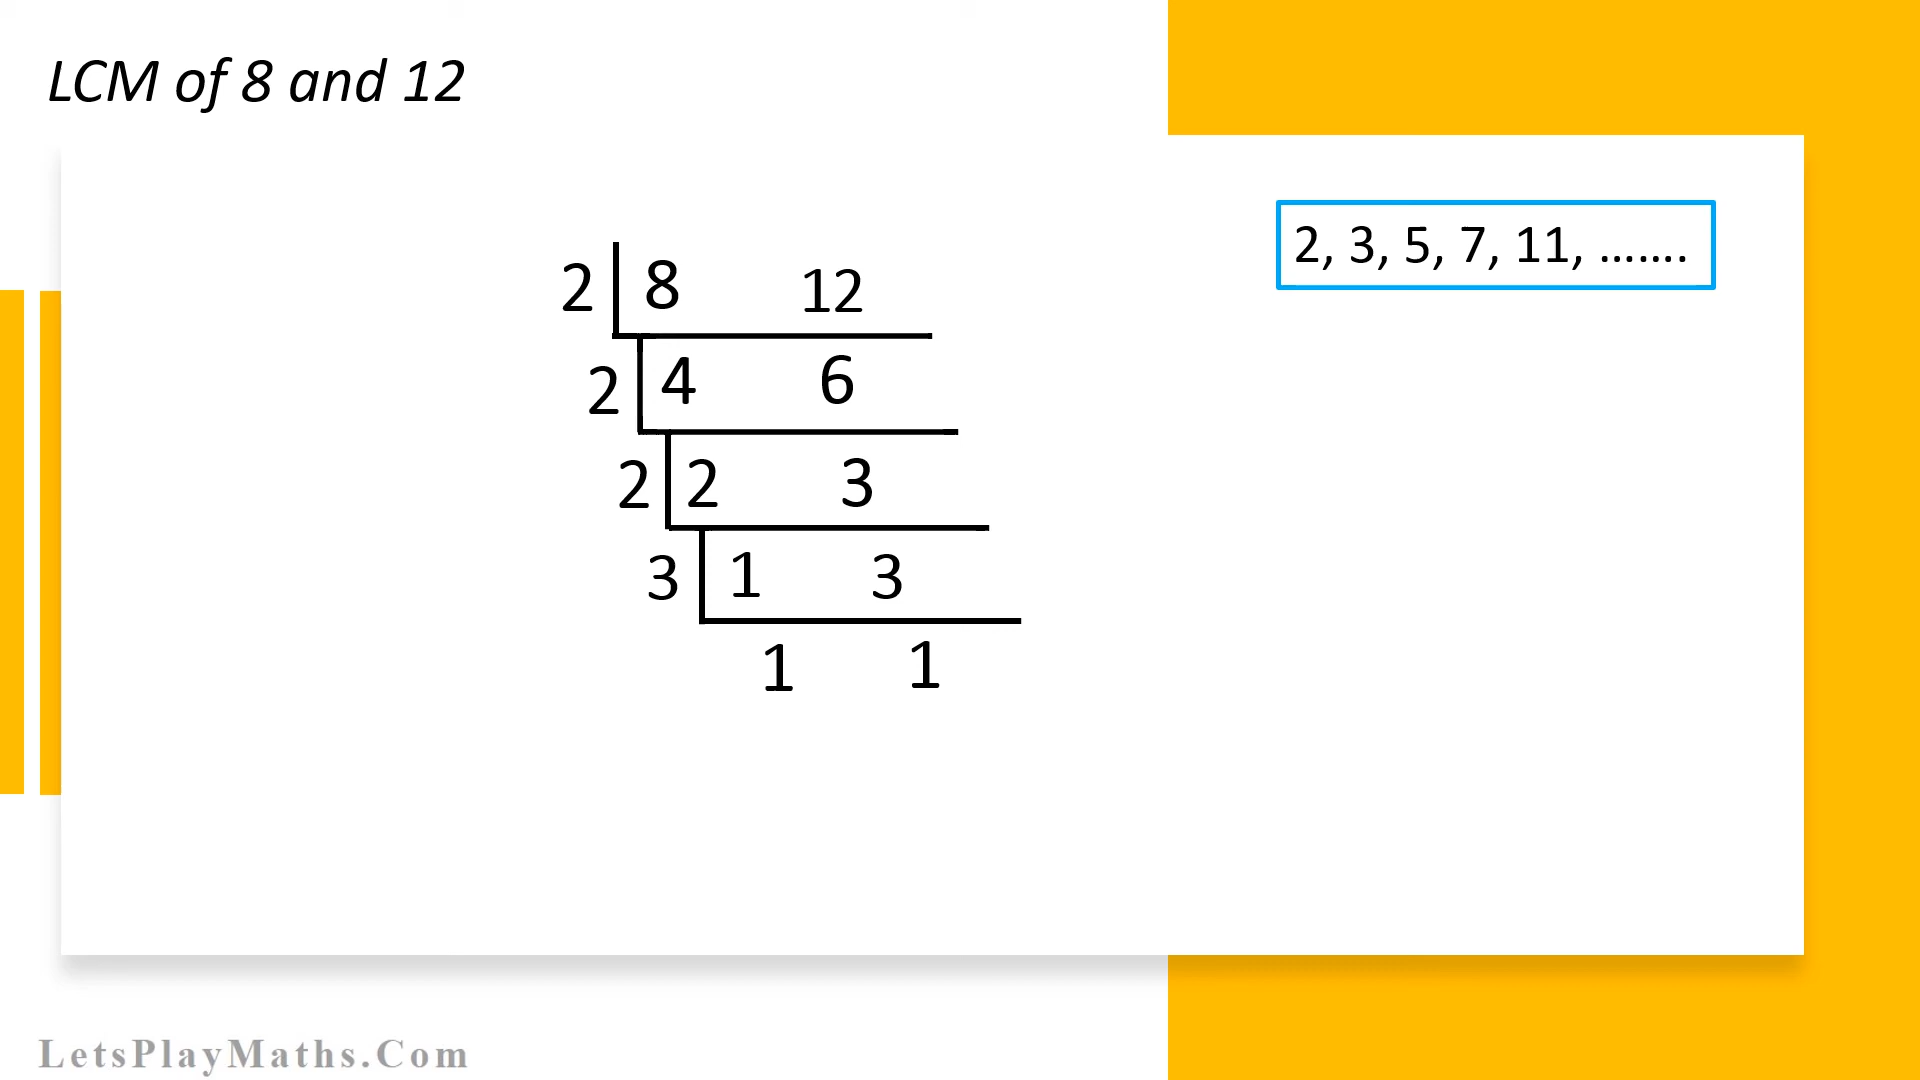 LCM of 8 and 12
2, 3, 5, 7, 11, .......
2 8 12
2 4 6
2 2 3
3 1 3
1 1
LetsPlayMaths.Com